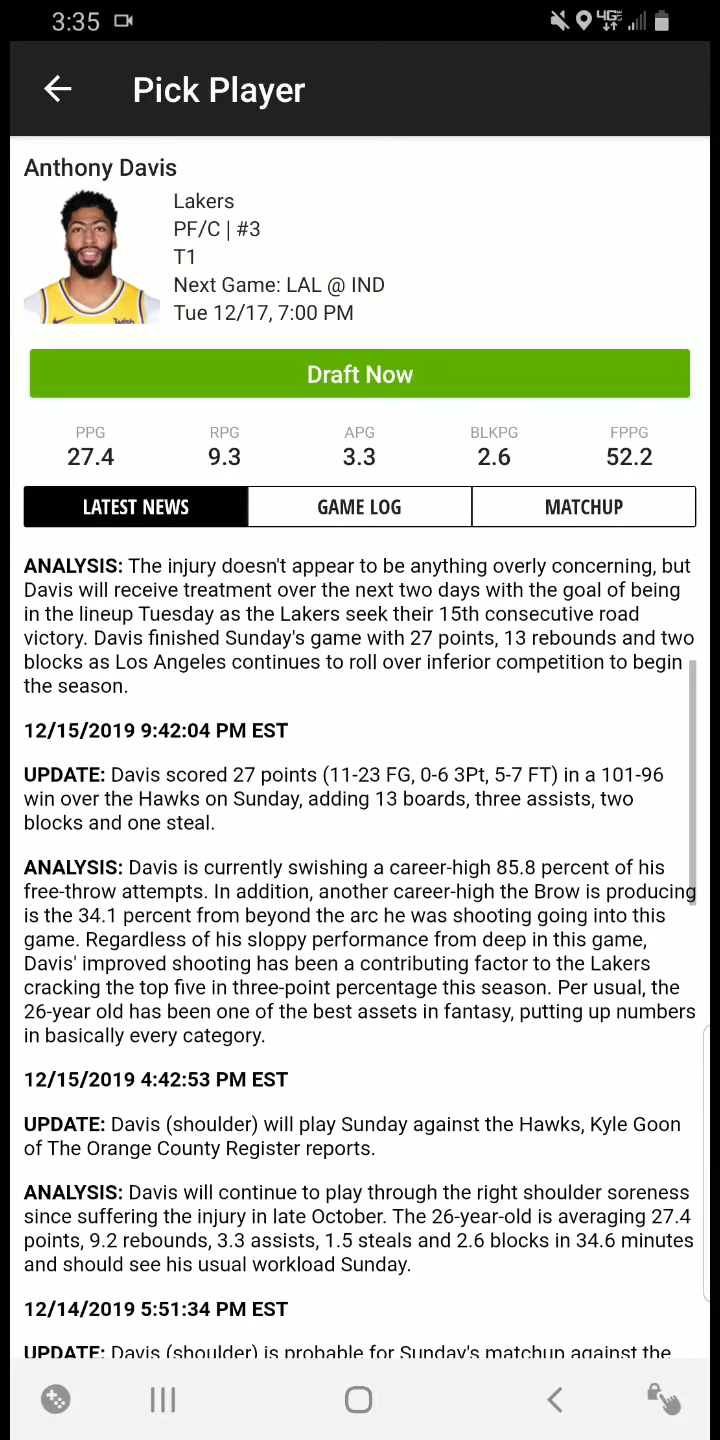 3:35
4GE
Pick Player
Anthony Davis
Lakers
PF/C | #3
T1
Next Game: LAL @ IND
Tue 12/17, 7:00 PM
wish
Draft Now
PPG RPG APG BLKPG FPPG
27.4 9.3 3.3 2.6 52.2
LATEST NEWS GAME LOG MATCHUP
ANALYSIS: The injury doesn't appear to be anything overly concerning, but
Davis will receive treatment over the next two days with the goal of being
in the lineup Tuesday as the Lakers seek their 15th consecutive road
victory. Davis finished Sunday's game with 27 points, 13 rebounds and two
blocks as Los Angeles continues to roll over inferior competition to begin
the season.
12/15/2019 9:42:04 PM EST
UPDATE: Davis scored 27 points (11-23 FG, 0-6 3Pt, 5-7 FT) in a 101-96
win over the Hawks on Sunday, adding 13 boards, three assists, two
blocks and one steal.
ANALYSIS: Davis is currently swishing a career-high 85.8 percent of his
free-throw attempts. In addition, another career-high the Brow is producing
is the 34.1 percent from beyond the arc he was shooting going into this
game. Regardless of his sloppy performance from deep in this game,
Davis' improved shooting has been a contributing factor to the Lakers
cracking the top five in three-point percentage this season. Per usual, the
26-year old has been one of the best assets in fantasy, putting up numbers
in basically every category.
12/15/2019 4:42:53 PM EST
UPDATE: Davis (shoulder) will play Sunday against the Hawks, Kyle Goon
of The Orange County Register reports.
ANALYSIS: Davis will continue to play through the right shoulder soreness
since suffering the injury in late October. The 26-year-old is averaging 27.4
points, 9.2 rebounds, 3.3 assists, 1.5 steals and 2.6 blocks in 34.6 minutes
and should see his usual workload Sunday.
12/14/2019 5:51:34 PM EST
UPDATE: Davis (shoulder) is probable for Sunday's matchup against the